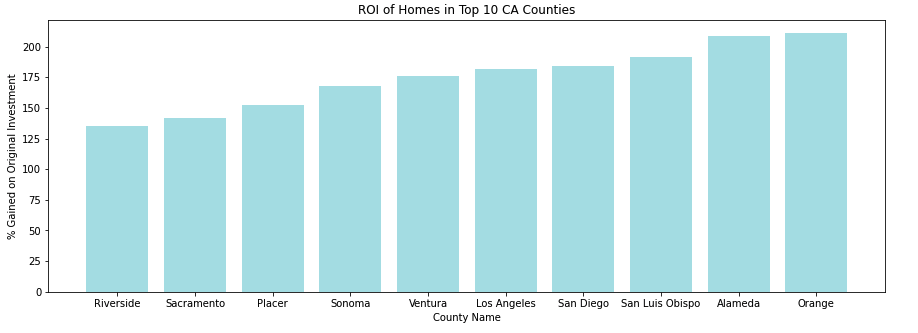 ROI of Homes in Top 10 CA Counties
% Gained on Original Investment
200
175
150
125
100
75
50
25
0
Riverside Sacramento Placer Sonoma Ventura Los Angeles San Diego San Luis Obispo Alameda Orange
County Name